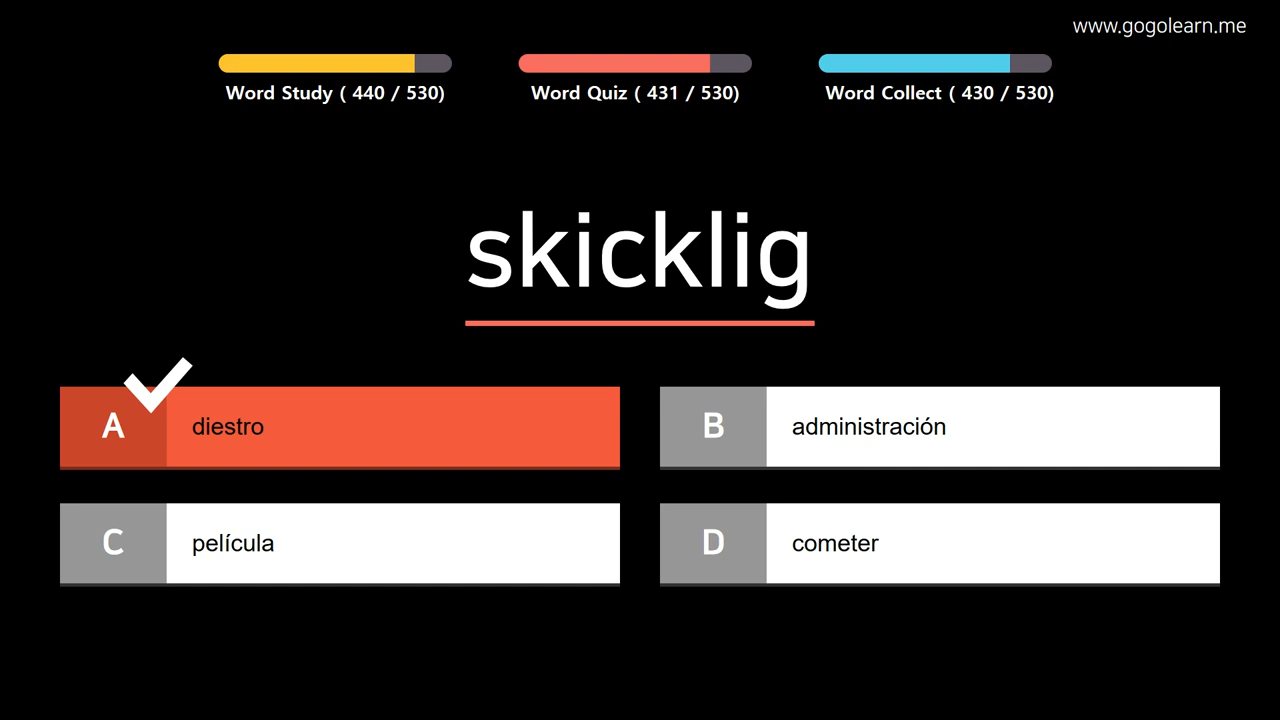 www.gogolearn.me
Word Study ( 440 / 530)
Word Quiz ( 431 / 530)
Word Collect ( 430 / 530)
skicklig
A diestro
B administración
C película
D cometer